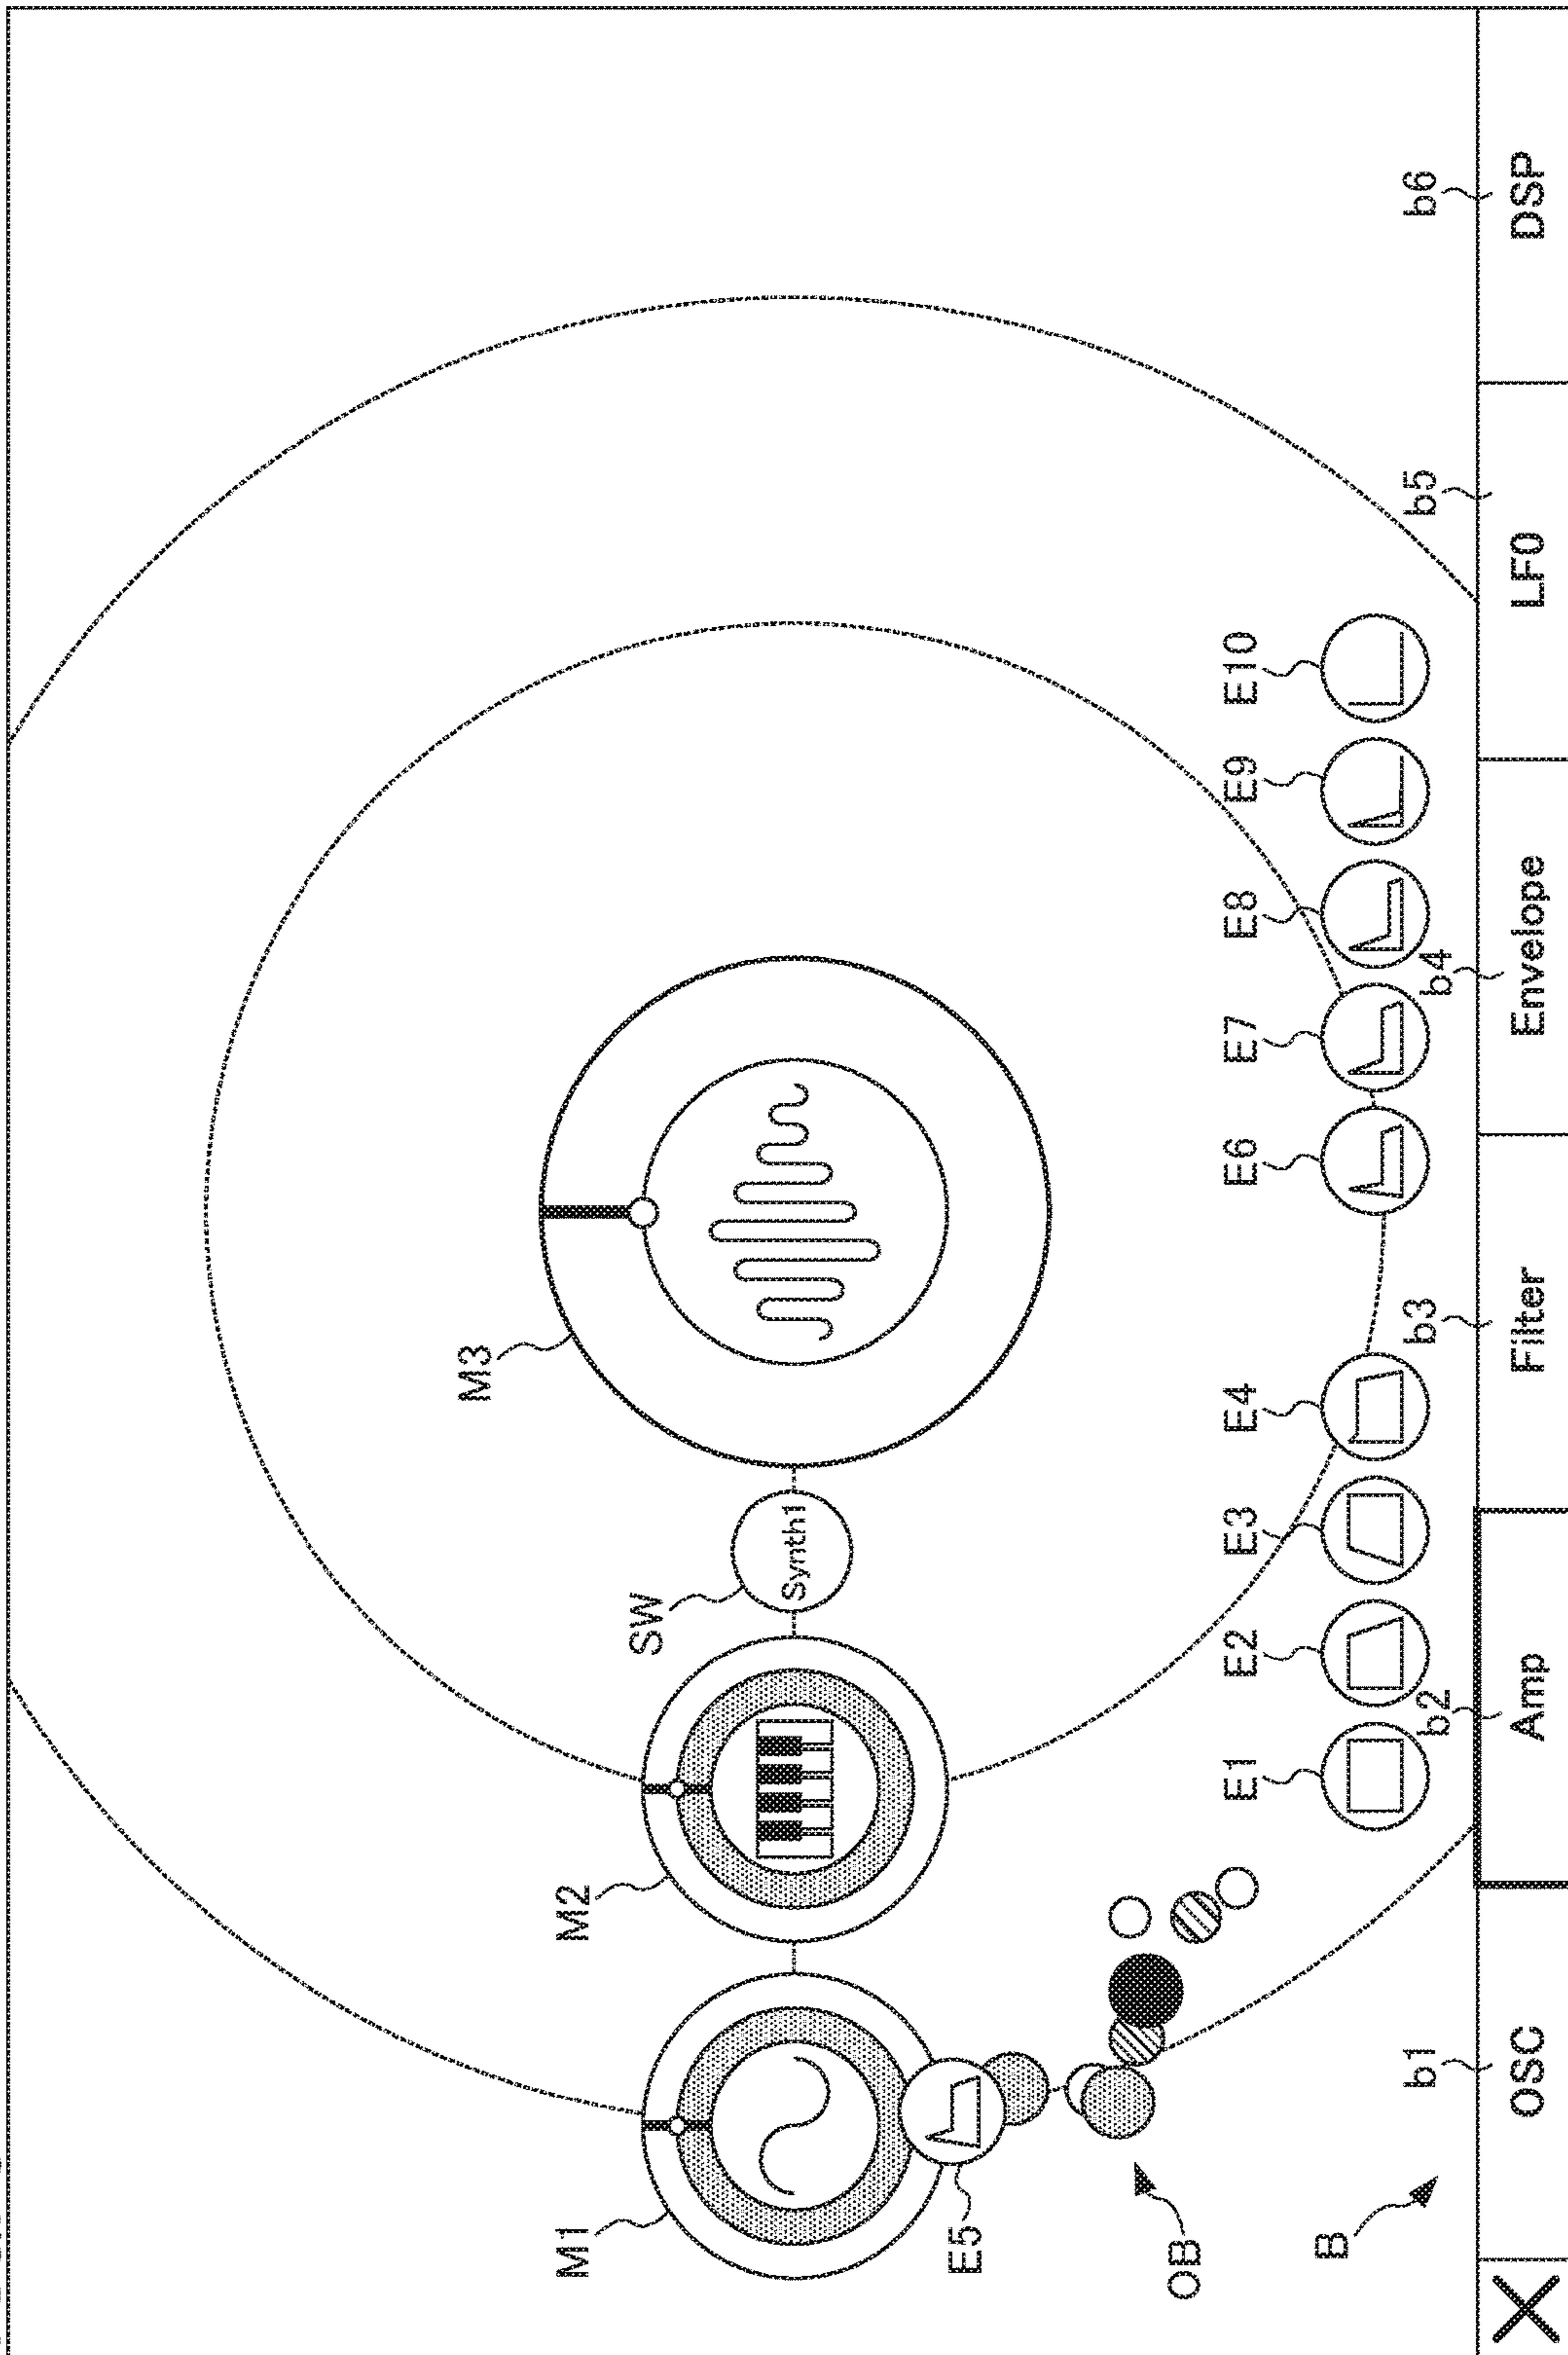 M3
SW
Synth1
M2
M1
E5
E1
E2
E3
E4
E6
E7
E8
E9
E10
OB
B
b1
b2
b3
b4
b5
b6
OSC
Amp
Filter
Envelope
LFO
DSP